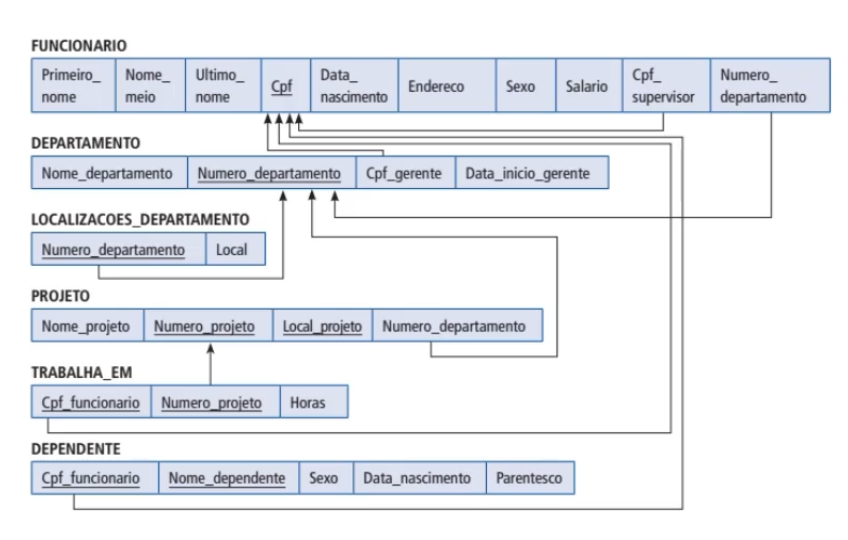 FUNCIONARIO
Primeiro_ nome Nome_ meio Ultimo_ nome Cpf Data_ nascimento Endereco Sexo Salario Cpf_ supervisor Numero_ departamento
DEPARTAMENTO
Nome_departamento Numero_departamento Cpf_gerente Data_inicio_gerente
LOCALIZACOES_DEPARTAMENTO
Numero_departamento Local
PROJETO
Nome_projeto Numero_projeto Local_projeto Numero_departamento
TRABALHA_EM
Cpf_funcionario Numero_projeto Horas
DEPENDENTE
Cpf_funcionario Nome_dependente Sexo Data_nascimento Parentesco